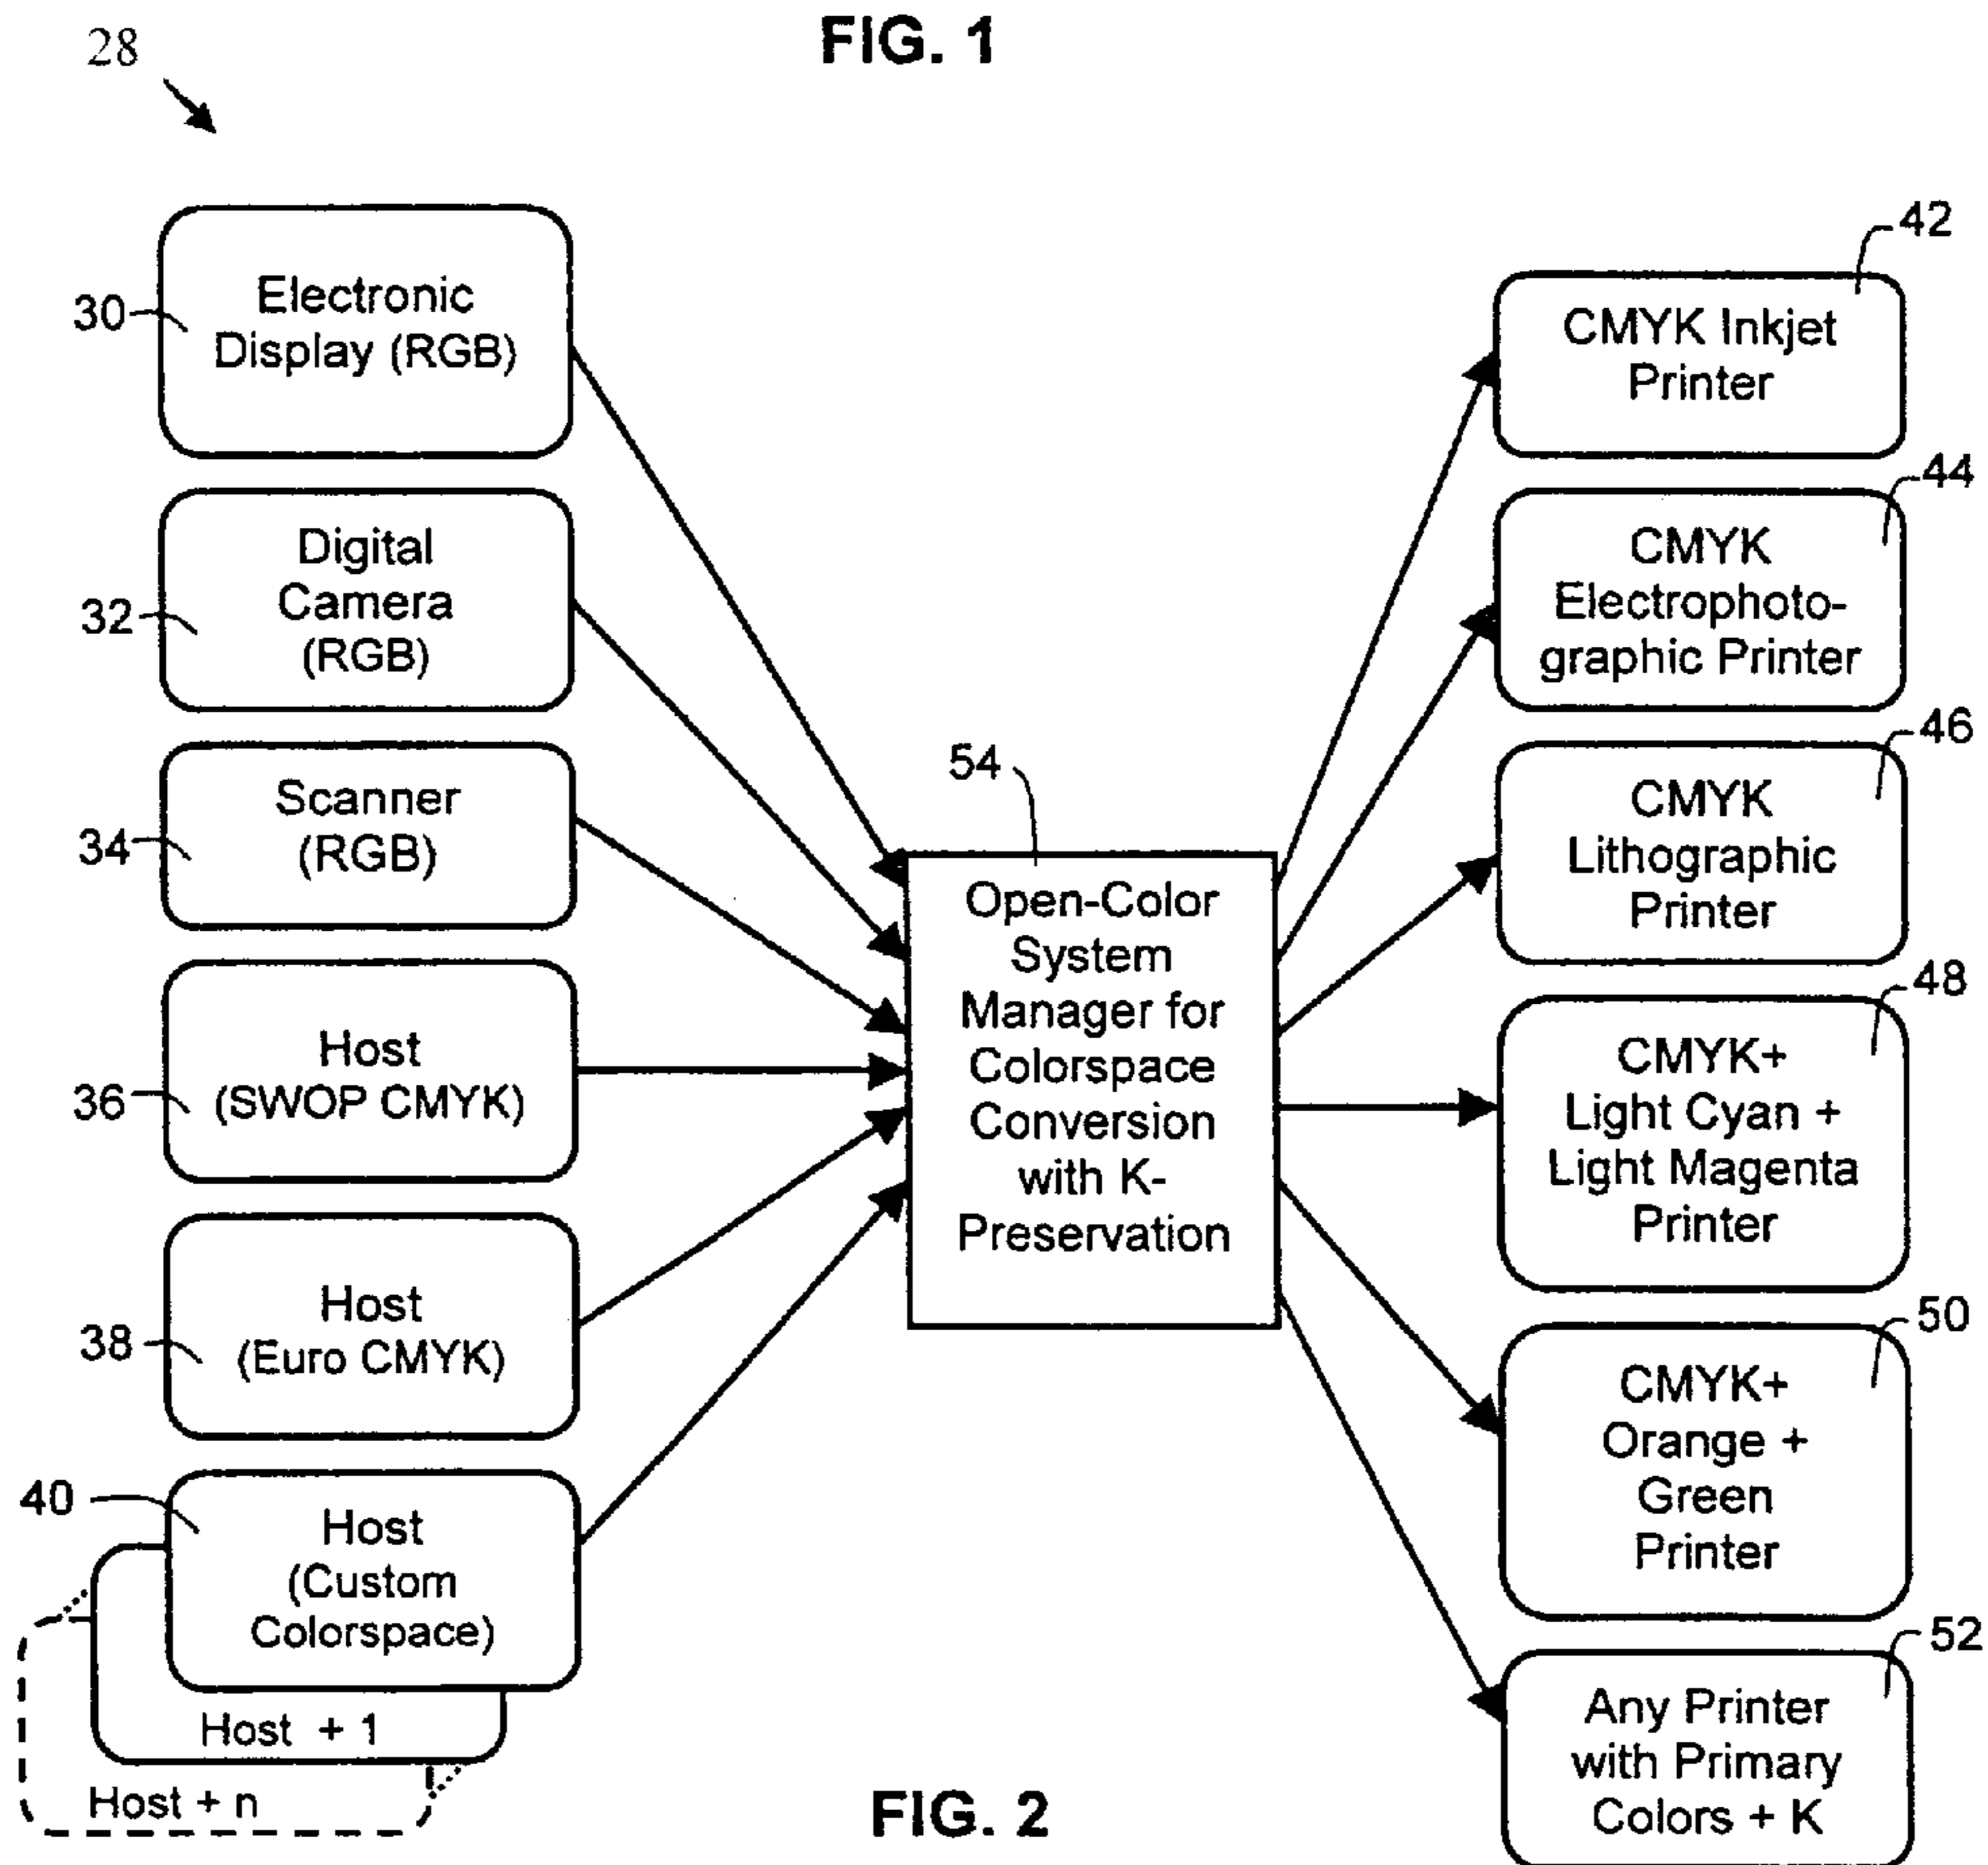 FIG. 1
28
30
Electronic
Display (RGB)
32
Digital
Camera
(RGB)
34
Scanner
(RGB)
36
Host
(SWOP CMYK)
38
Host
(Euro CMYK)
40
Host
(Custom
Colorspace)
Host + 1
Host + n
54
Open-Color
System
Manager for
Colorspace
Conversion
with K-
Preservation
42
CMYK Inkjet
Printer
44
CMYK
Electrophoto-
graphic Printer
46
CMYK
Lithographic
Printer
48
CMYK+
Light Cyan +
Light Magenta
Printer
50
CMYK+
Orange +
Green
Printer
52
Any Printer
with Primary
Colors + K
FIG. 2